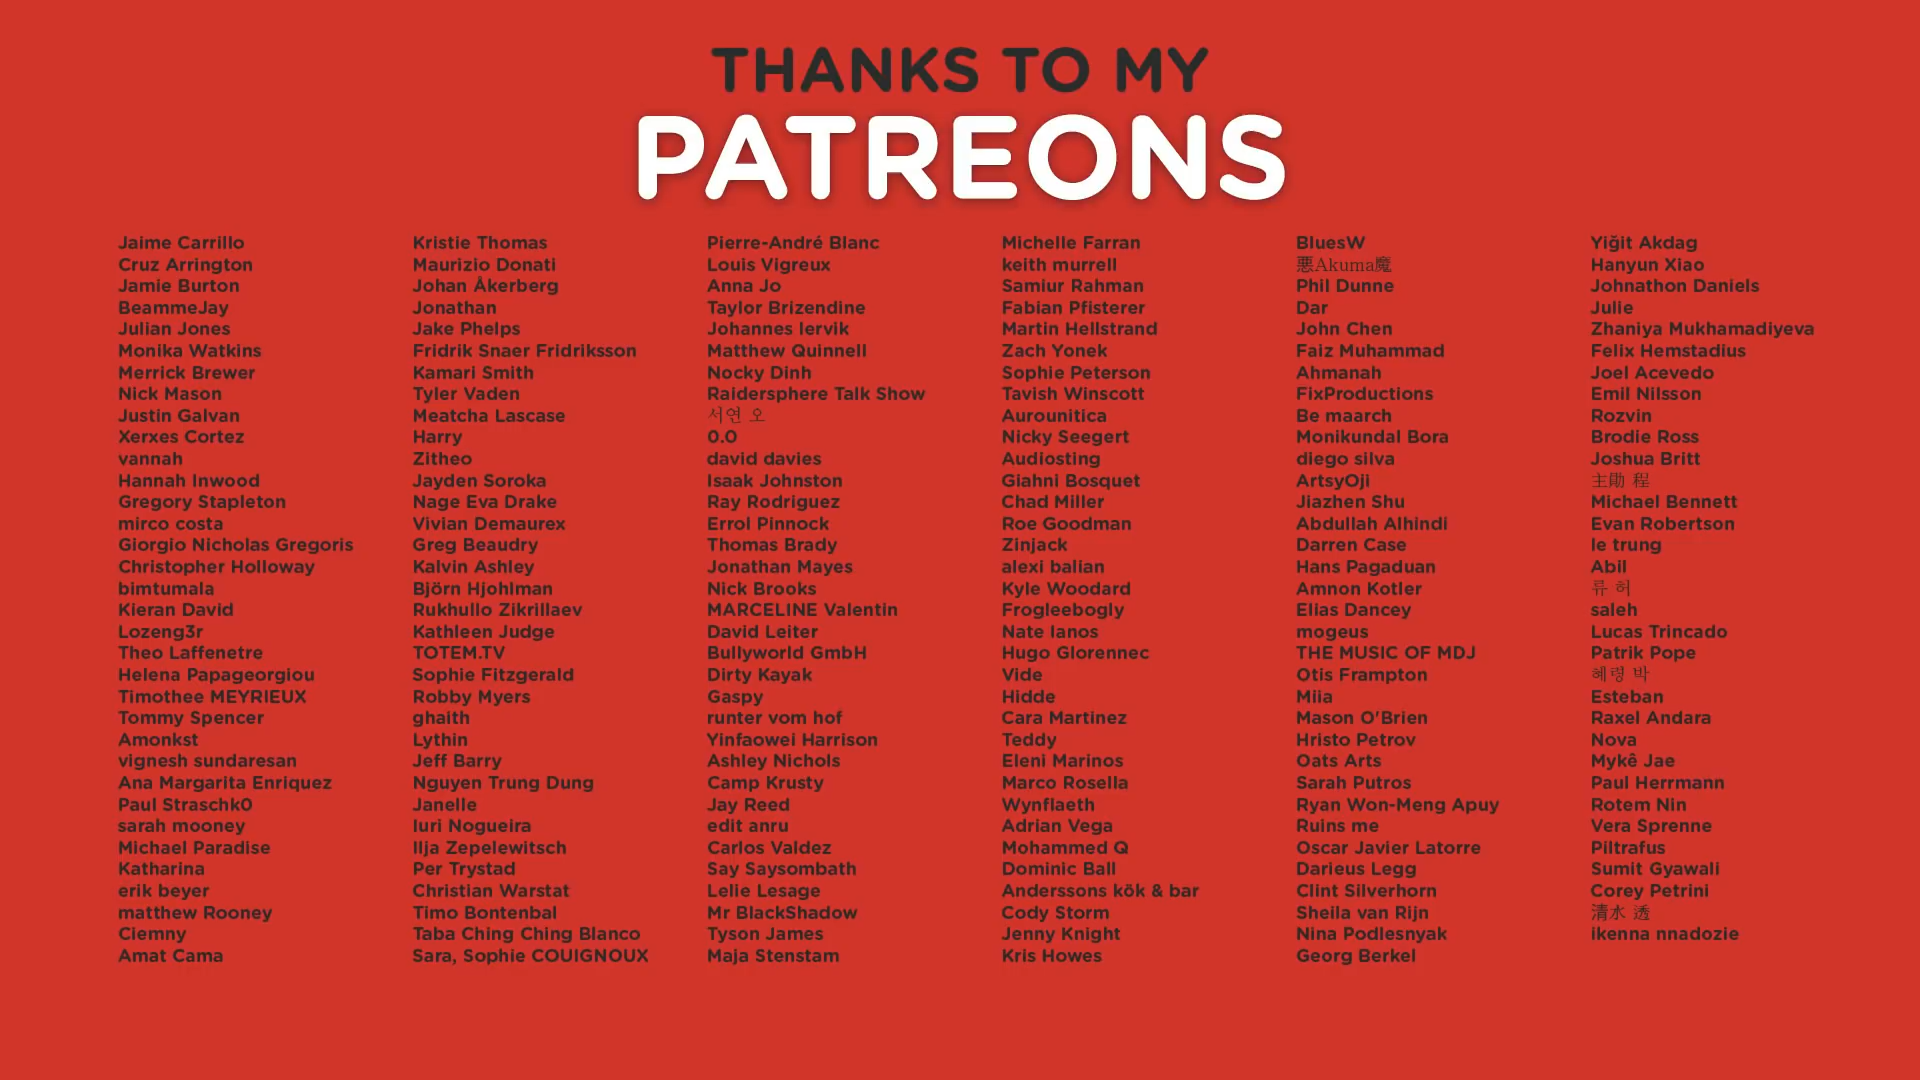 THANKS TO MY
PATREONS
Jaime Carrillo
Cruz Arrington
Jamie Burton
BeammeJay
Julian Jones
Monika Watkins
Merrick Brewer
Nick Mason
Justin Galvan
Xerxes Cortez
vannah
Hannah Inwood
Gregory Stapleton
mirco costa
Giorgio Nicholas Gregoris
Christopher Holloway
bimtumala
Kieran David
Lozeng3r
Theo Laffenetre
Helena Papageorgiou
Timothee MEYRIEUX
Tommy Spencer
Amonkst
vignesh sundaresan
Ana Margarita Enriquez
Paul Straschk0
sarah mooney
Michael Paradise
Katharina
erik beyer
matthew Rooney
Ciemny
Amat Cama
Kristie Thomas
Maurizio Donati
Johan Åkerberg
Jonathan
Jake Phelps
Fridrik Snaer Fridriksson
Kamari Smith
Tyler Vaden
Meatcha Lascase
Harry
Zitheo
Jayden Soroka
Nage Eva Drake
Vivian Demaurex
Greg Beaudry
Kalvin Ashley
Björn Hjohlman
Rukhullo Zikrillaev
Kathleen Judge
TOTEM.TV
Sophie Fitzgerald
Robby Myers
ghaith
Lythin
Jeff Barry
Nguyen Trung Dung
Janelle
Iuri Nogueira
Ilja Zepelewitsch
Per Trystad
Christian Warstat
Timo Bontenbal
Taba Ching Ching Blanco
Sara, Sophie COUIGNOUX
Pierre-André Blanc
Louis Vigreux
Anna Jo
Taylor Brizendine
Johannes Iervik
Matthew Quinnell
Nocky Dinh
Raidersphere Talk Show
서연 오
0.0
david davies
Isaak Johnston
Ray Rodriguez
Errol Pinnock
Thomas Brady
Jonathan Mayes
Nick Brooks
MARCELINE Valentin
David Leiter
Bullyworld GmbH
Dirty Kayak
Gaspy
runter vom hof
Yinfaowei Harrison
Ashley Nichols
Camp Krusty
Jay Reed
edit anru
Carlos Valdez
Say Saysombath
Lelie Lesage
Mr BlackShadow
Tyson James
Maja Stenstam
Michelle Farran
keith murrell
Samiur Rahman
Fabian Pfisterer
Martin Hellstrand
Zach Yonek
Sophie Peterson
Tavish Winscott
Aurounitica
Nicky Seegert
Audiosting
Giahni Bosquet
Chad Miller
Roe Goodman
Zinjack
alexi balian
Kyle Woodard
Frogleebogly
Nate Ianos
Hugo Glorennec
Vide
Hidde
Cara Martinez
Teddy
Eleni Marinos
Marco Rosella
Wynflaeth
Adrian Vega
Mohammed Q
Dominic Ball
Anderssons kök & bar
Cody Storm
Jenny Knight
Kris Howes
BluesW
悪Akuma魔
Phil Dunne
Dar
John Chen
Faiz Muhammad
Ahmanah
FixProductions
Be maarch
Monikundal Bora
diego silva
ArtsyOji
Jiazhen Shu
Abdullah Alhindi
Darren Case
Hans Pagaduan
Amnon Kotler
Elias Dancey
mogeus
THE MUSIC OF MDJ
Otis Frampton
Miia
Mason O'Brien
Hristo Petrov
Oats Arts
Sarah Putros
Ryan Won-Meng Apuy
Ruins me
Oscar Javier Latorre
Darieus Legg
Clint Silverhorn
Sheila van Rijn
Nina Podlesnyak
Georg Berkel
Yiğit Akdag
Hanyun Xiao
Johnathon Daniels
Julie
Zhaniya Mukhamadiyeva
Felix Hemstadius
Joel Acevedo
Emil Nilsson
Rozvin
Brodie Ross
Joshua Britt
主勛 程
Michael Bennett
Evan Robertson
le trung
Abil
류 허
saleh
Lucas Trincado
Patrik Pope
혜령 박
Esteban
Raxel Andara
Nova
Mykê Jae
Paul Herrmann
Rotem Nin
Vera Sprenne
Piltrafus
Sumit Gyawali
Corey Petrini
清水 透
ikenna nnadozie